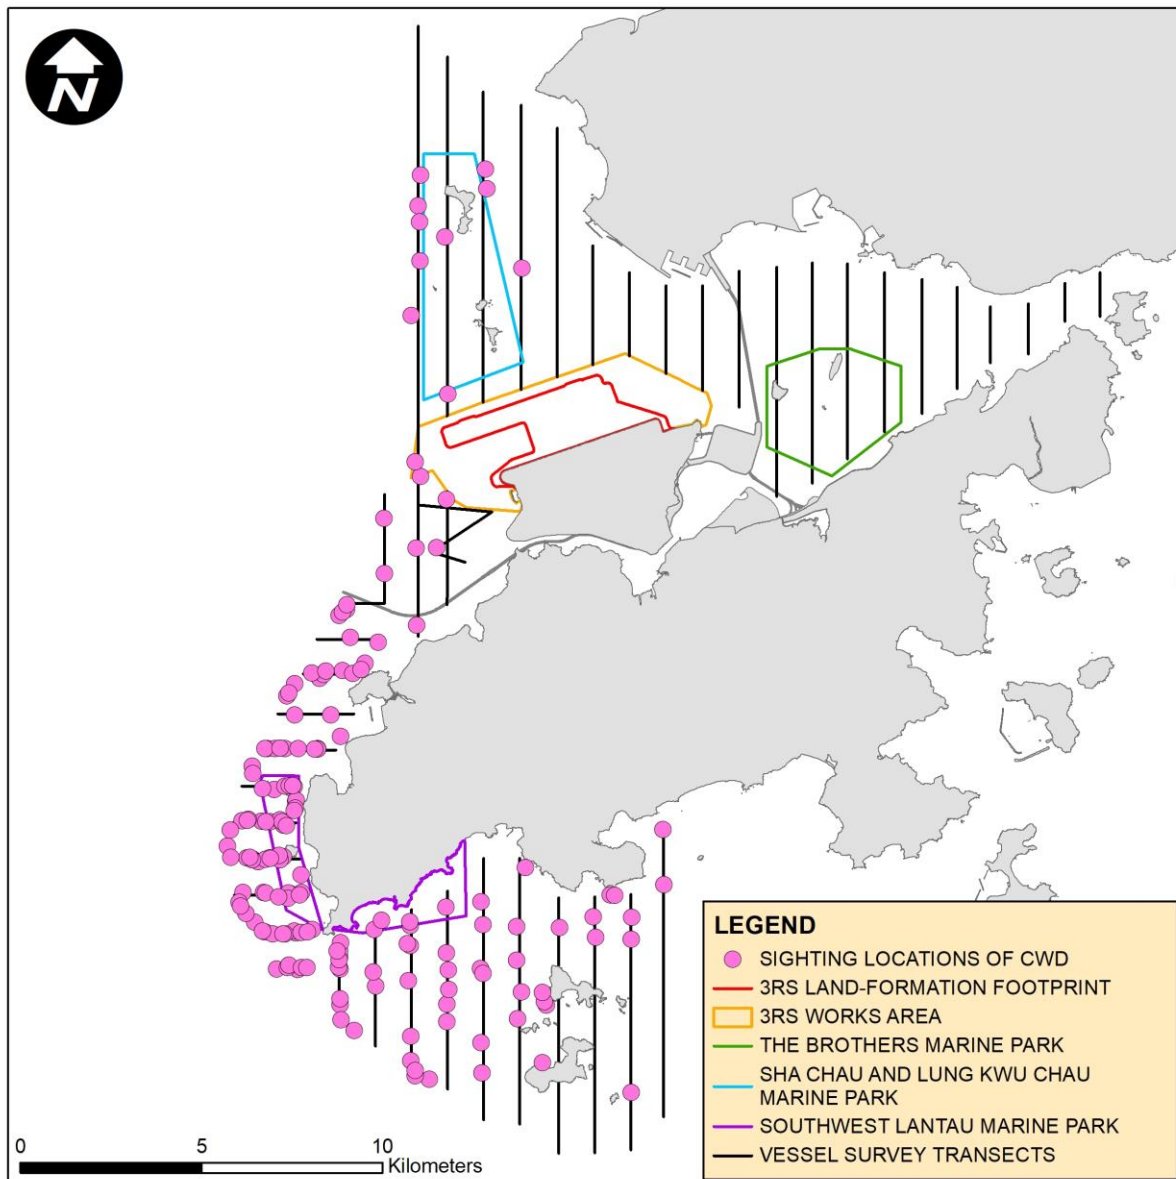 N
LEGEND
SIGHTING LOCATIONS OF CWD
3RS LAND-FORMATION FOOTPRINT
3RS WORKS AREA
THE BROTHERS MARINE PARK
SHA CHAU AND LUNG KWU CHAU
MARINE PARK
SOUTHWEST LANTAU MARINE PARK
VESSEL SURVEY TRANSECTS
0 5 10
Kilometers